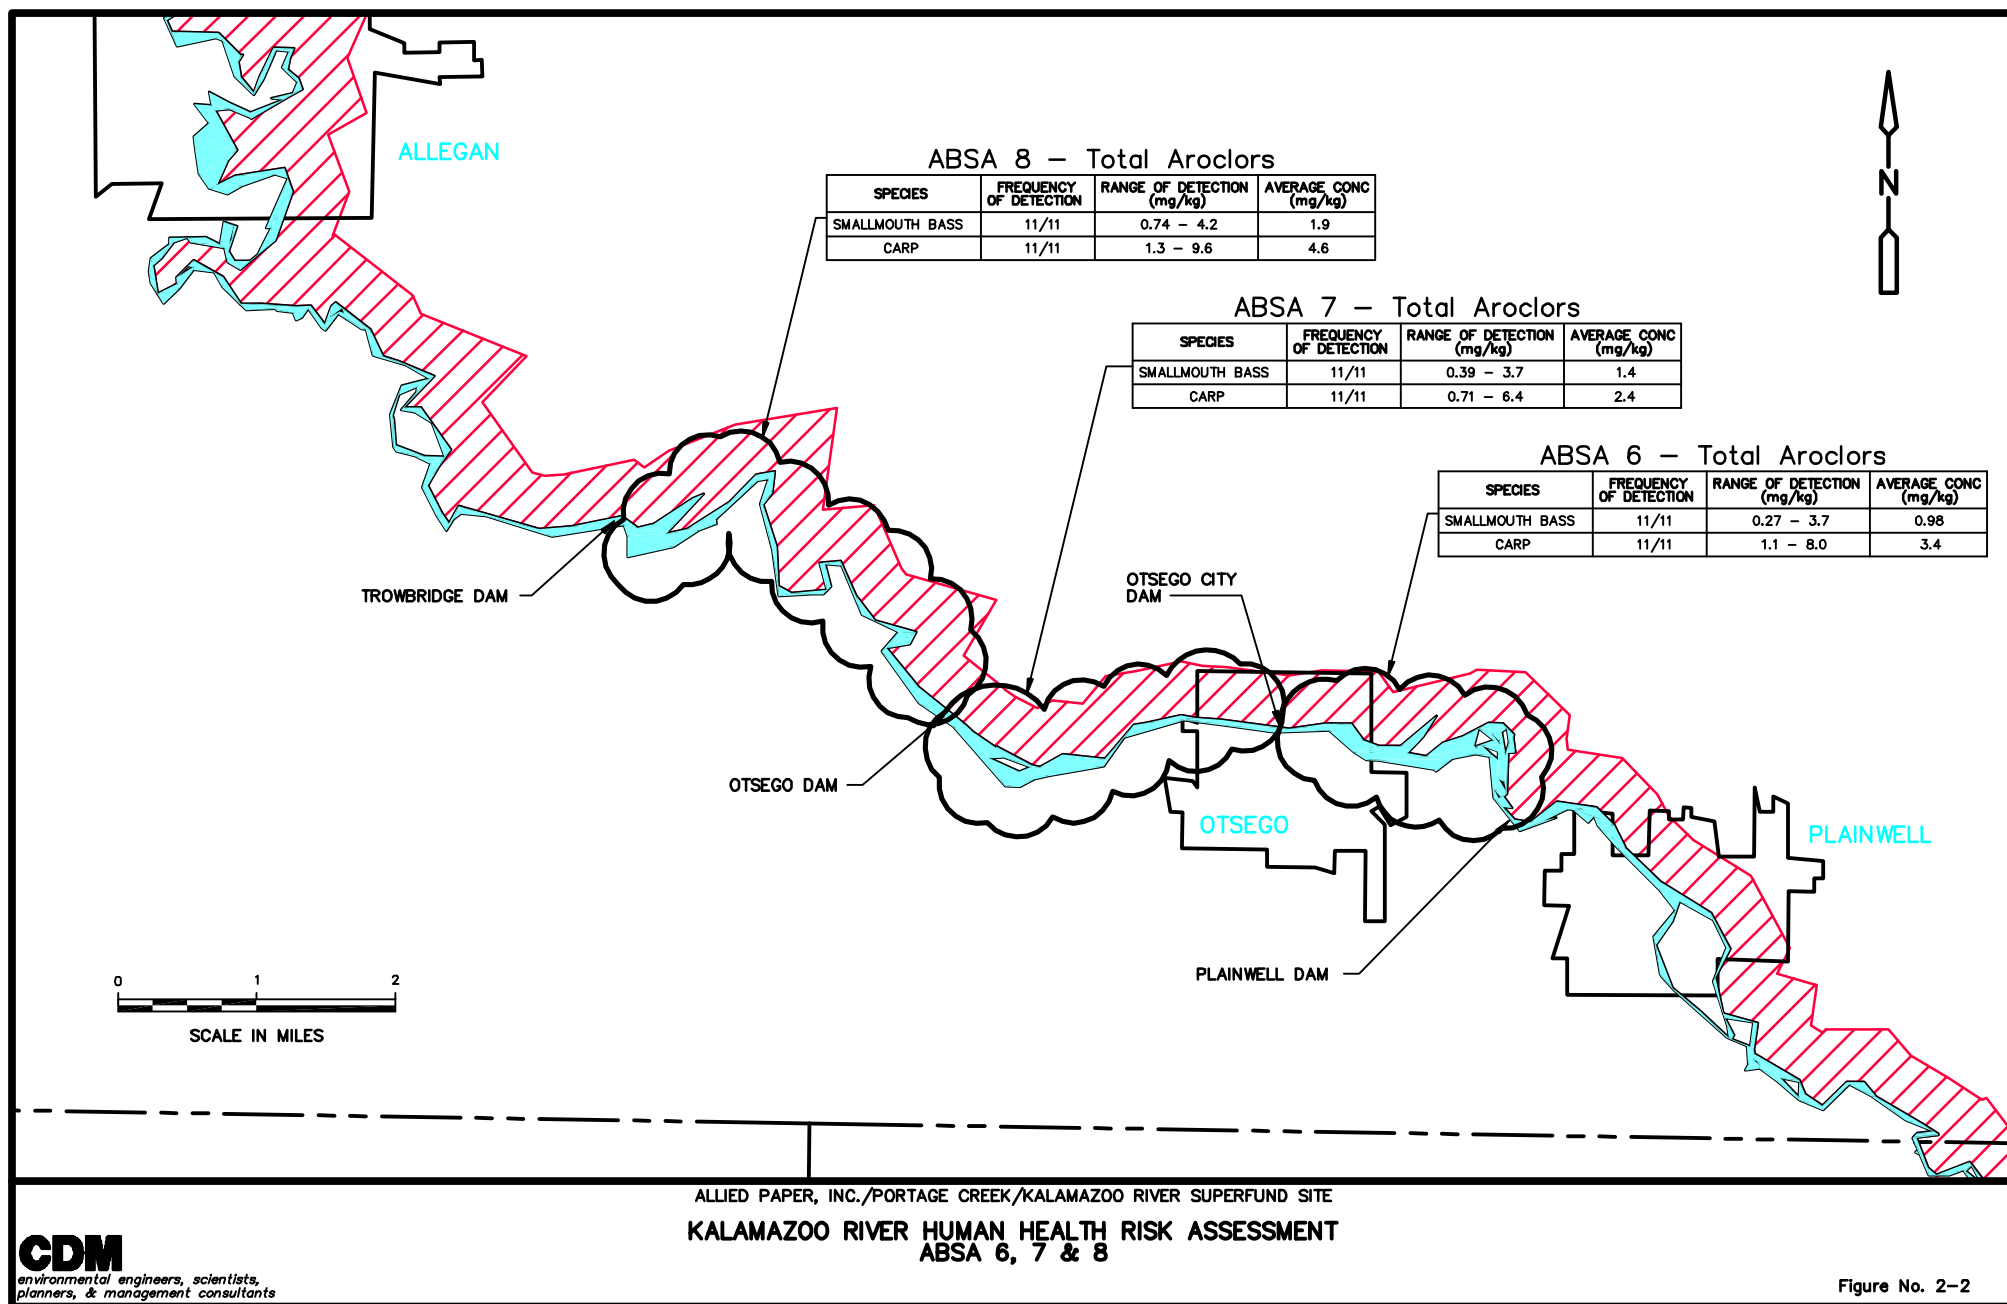 ALLEGAN
ABSA 8 – Total Aroclors
SPECIES FREQUENCY OF DETECTION RANGE OF DETECTION (mg/kg) AVERAGE CONC (mg/kg)
SMALLMOUTH BASS 11/11 0.74 – 4.2 1.9
CARP 11/11 1.3 – 9.6 4.6
N
ABSA 7 – Total Aroclors
SPECIES FREQUENCY OF DETECTION RANGE OF DETECTION (mg/kg) AVERAGE CONC (mg/kg)
SMALLMOUTH BASS 11/11 0.39 – 3.7 1.4
CARP 11/11 0.71 – 6.4 2.4
ABSA 6 – Total Aroclors
SPECIES FREQUENCY OF DETECTION RANGE OF DETECTION (mg/kg) AVERAGE CONC (mg/kg)
SMALLMOUTH BASS 11/11 0.27 – 3.7 0.98
CARP 11/11 1.1 – 8.0 3.4
TROWBRIDGE DAM
OTSEGO CITY
DAM
OTSEGO DAM
OTSEGO
PLAINWELL
PLAINWELL DAM
0 1 2
SCALE IN MILES
ALLIED PAPER, INC./PORTAGE CREEK/KALAMAZOO RIVER SUPERFUND SITE
KALAMAZOO RIVER HUMAN HEALTH RISK ASSESSMENT
ABSA 6, 7 & 8
CDM
environmental engineers, scientists,
planners, & management consultants
Figure No. 2–2